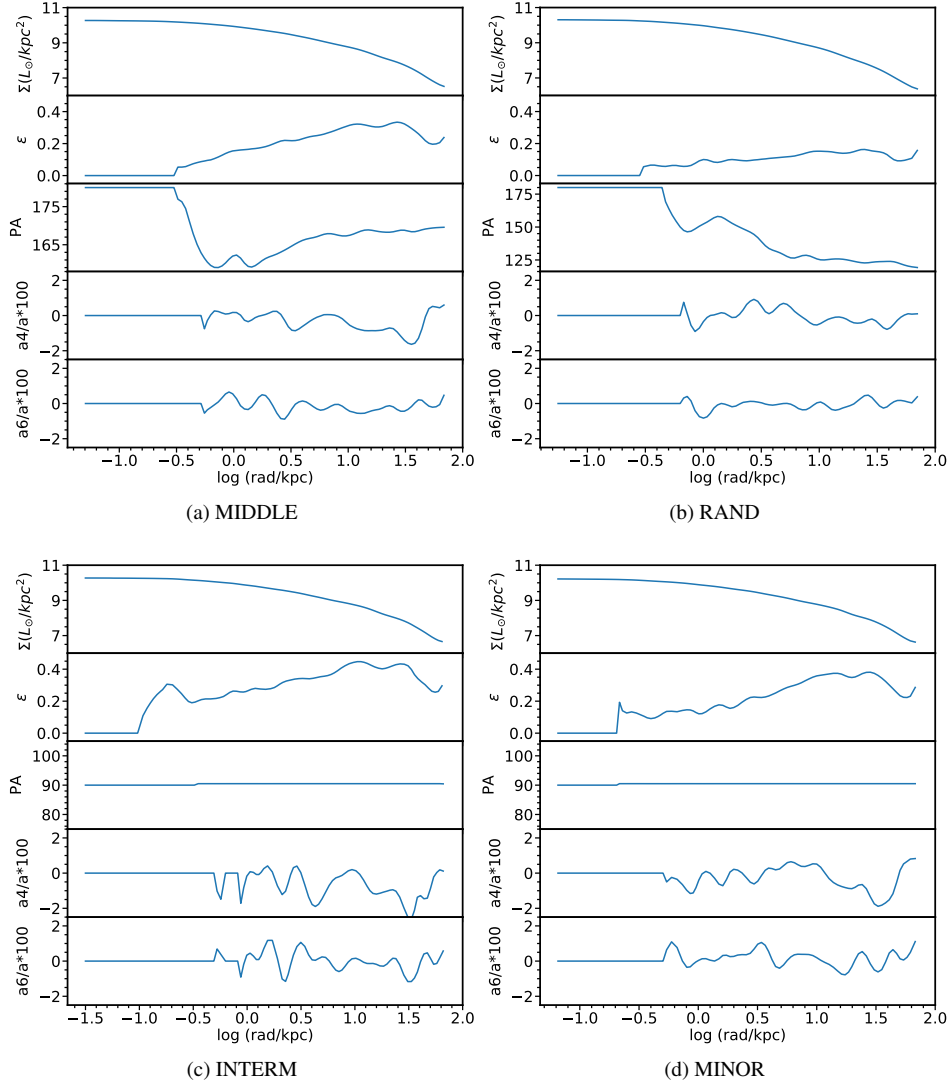 11
9
7
Σ(L⊙/kpc²)
0.4
0.2
0.0
ε
175
165
PA
2
0
−2
a4/a*100
2
0
−2
a6/a*100
−1.0 −0.5 0.0 0.5 1.0 1.5 2.0
log (rad/kpc)
(a) MIDDLE
11
9
7
Σ(L⊙/kpc²)
0.4
0.2
0.0
ε
175
150
125
PA
2
0
−2
a4/a*100
2
0
−2
a6/a*100
−1.0 −0.5 0.0 0.5 1.0 1.5 2.0
log (rad/kpc)
(b) RAND
11
9
7
Σ(L⊙/kpc²)
0.4
0.2
0.0
ε
100
90
80
PA
2
0
−2
a4/a*100
2
0
−2
a6/a*100
−1.5 −1.0 −0.5 0.0 0.5 1.0 1.5 2.0
log (rad/kpc)
(c) INTERM
11
9
7
Σ(L⊙/kpc²)
0.4
0.2
0.0
ε
100
90
80
PA
2
0
−2
a4/a*100
2
0
−2
a6/a*100
−1.0 −0.5 0.0 0.5 1.0 1.5 2.0
log (rad/kpc)
(d) MINOR